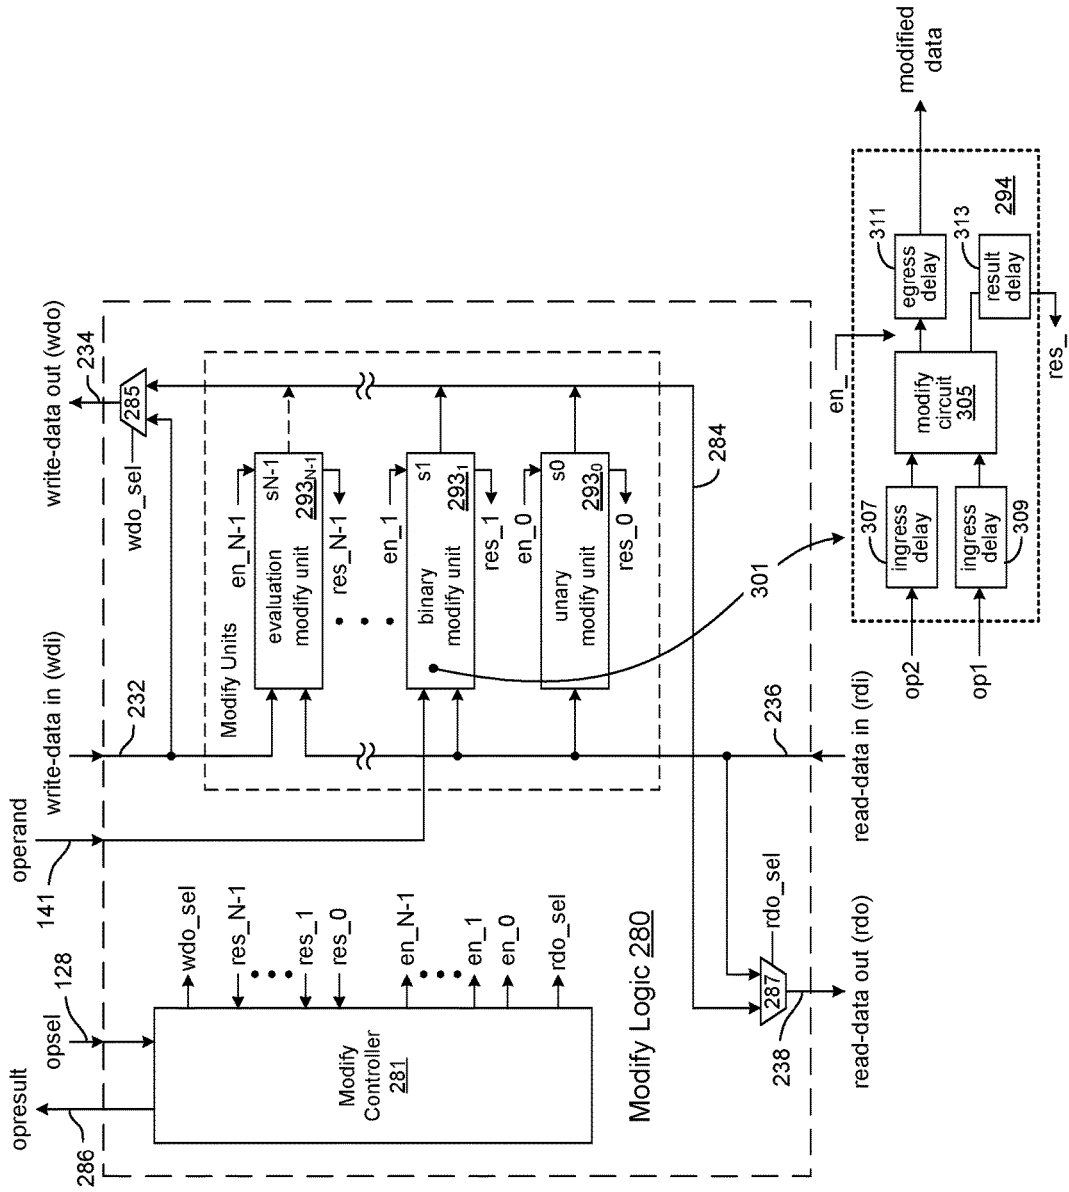 opresult
286
opsel
128
operand
141
write-data in (wdi)
232
write-data out (wdo)
234
285
wdo_sel
Modify
Controller
281
wdo_sel
res_N-1
res_1
res_0
en_N-1
en_1
en_0
rdo_sel
Modify Logic 280
Modify Units
evaluation
modify unit
sN-1
293N-1
en_N-1
res_N-1
binary
modify unit
s1
2931
en_1
res_1
unary
modify unit
s0
2930
en_0
res_0
284
301
236
287
rdo_sel
238
read-data out (rdo)
read-data in (rdi)
op2
op1
ingress
delay
307
ingress
delay
309
modify
circuit
305
en_
egress
delay
311
result
delay
313
294
res_
modified
data